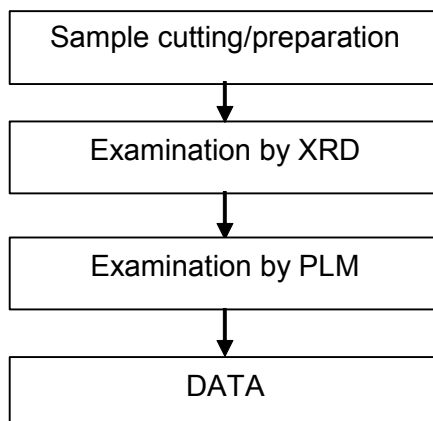 Sample cutting/preparation
Examination by XRD
Examination by PLM
DATA